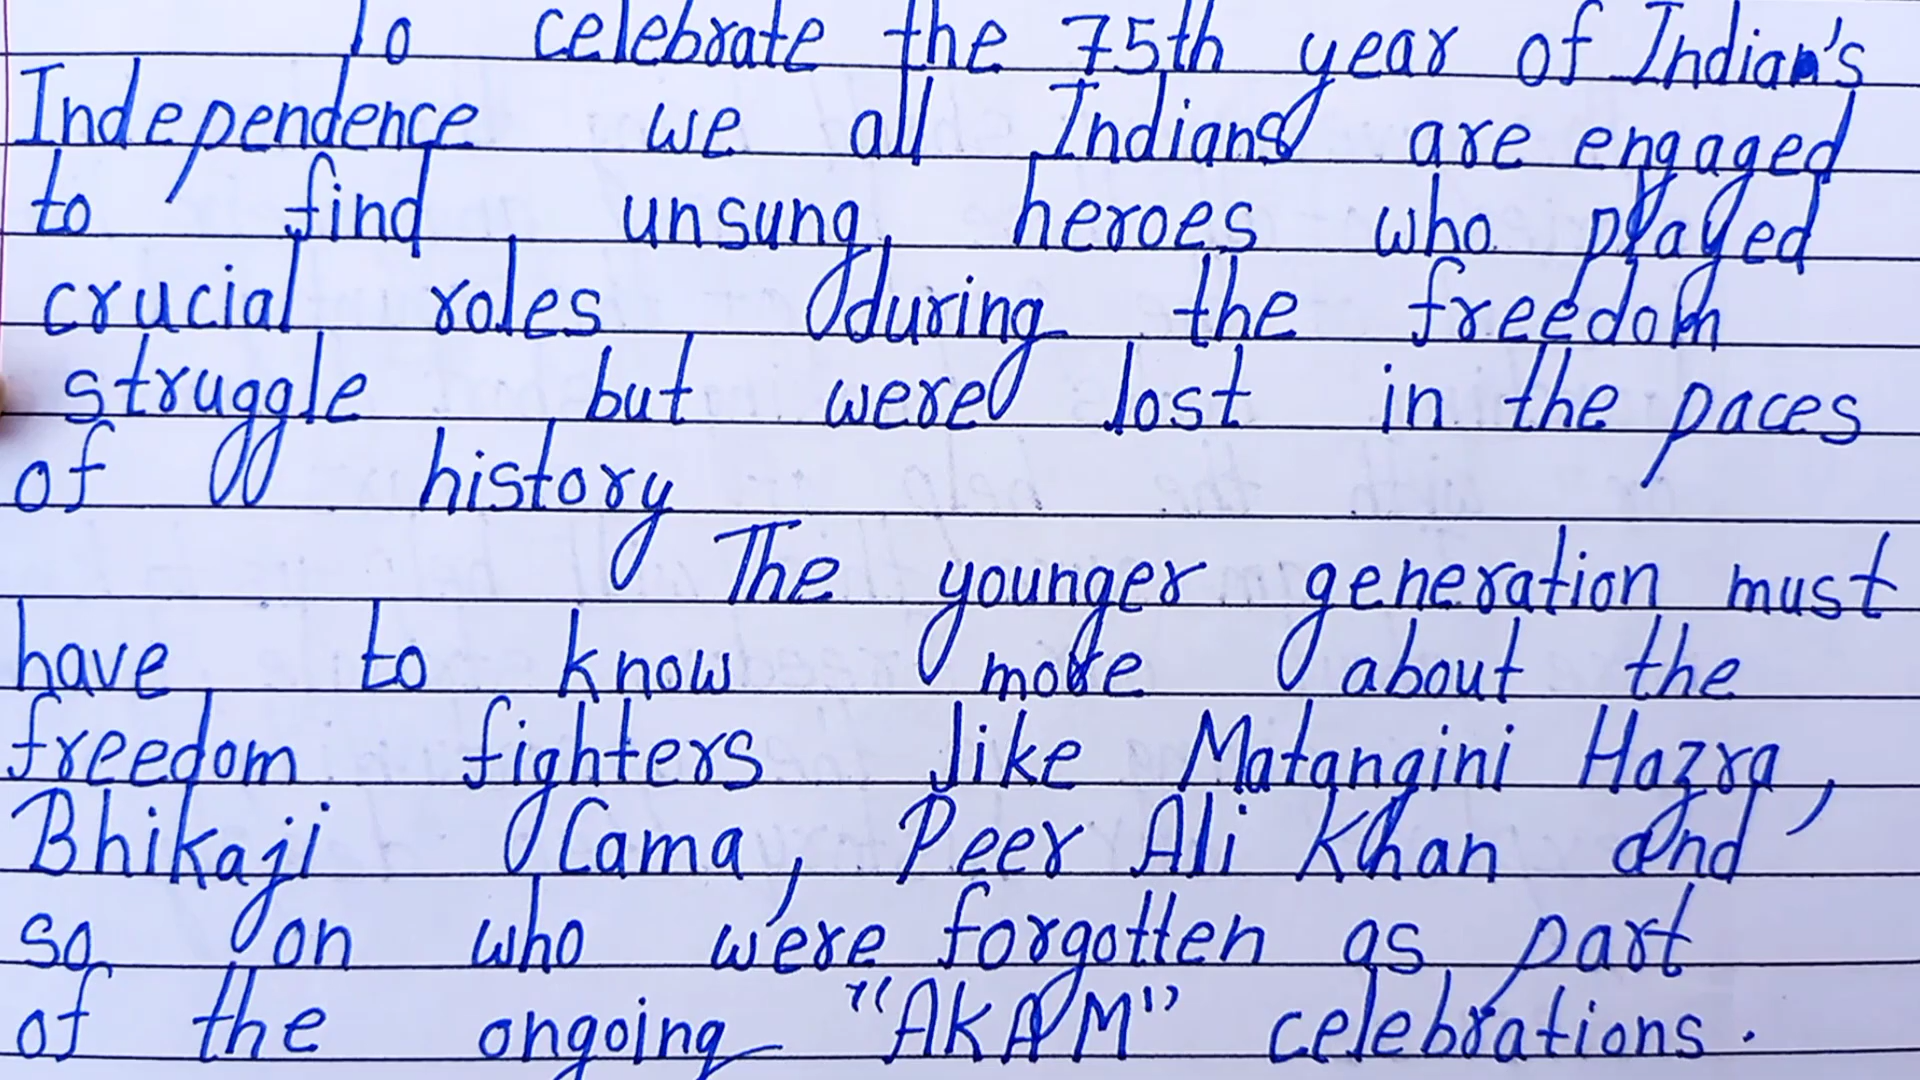 To celebrate the 75th year of Indian's
Independence we all Indians are engaged
to find unsung heroes who played
crucial roles during the freedom
struggle but were lost in the paces
of history
The younger generation must
have to know more about the
freedom fighters like Matangini Hazra,
Bhikaji Cama, Peer Ali Khan and
so on who were forgotten as part
of the ongoing "AKAM" celebrations.